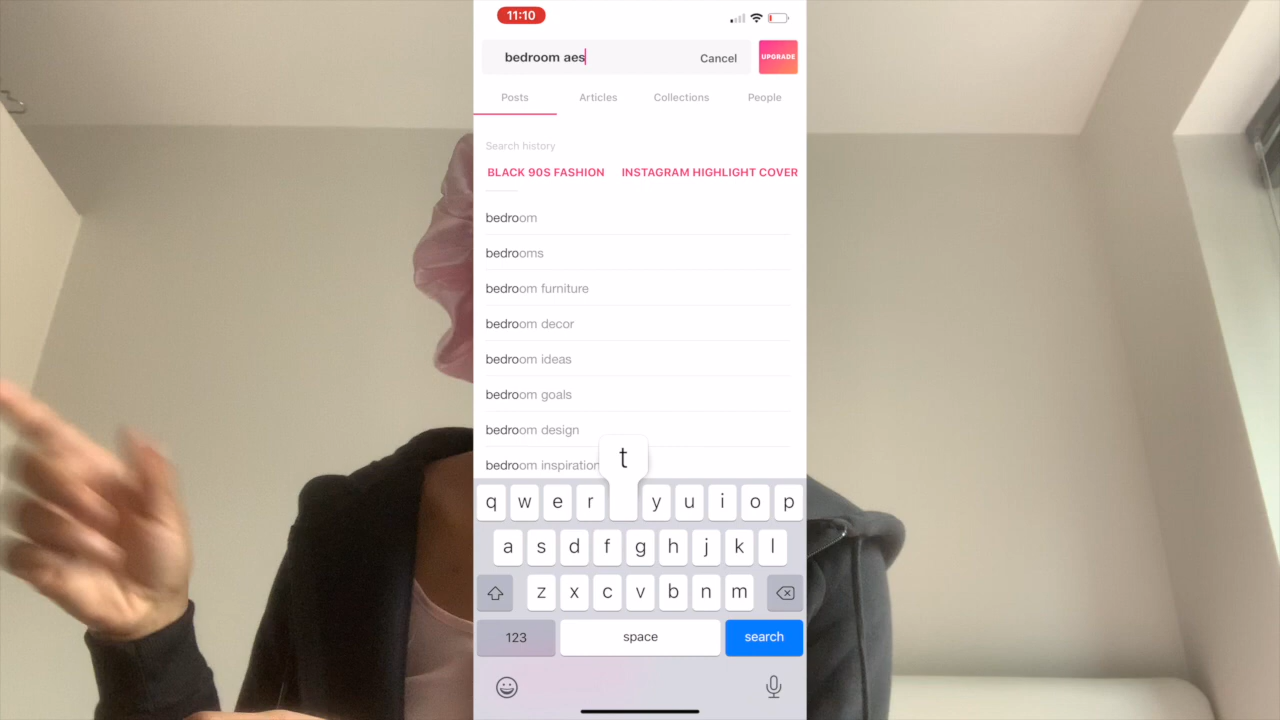 11:10
bedroom aes
Cancel
UPGRADE
Posts
Articles
Collections
People
Search history
BLACK 90S FASHION
INSTAGRAM HIGHLIGHT COVER
bedroom
bedrooms
bedroom furniture
bedroom decor
bedroom ideas
bedroom goals
bedroom design
bedroom inspiration
t
q w e r y u i o p
a s d f g h j k l
z x c v b n m
123
space
search